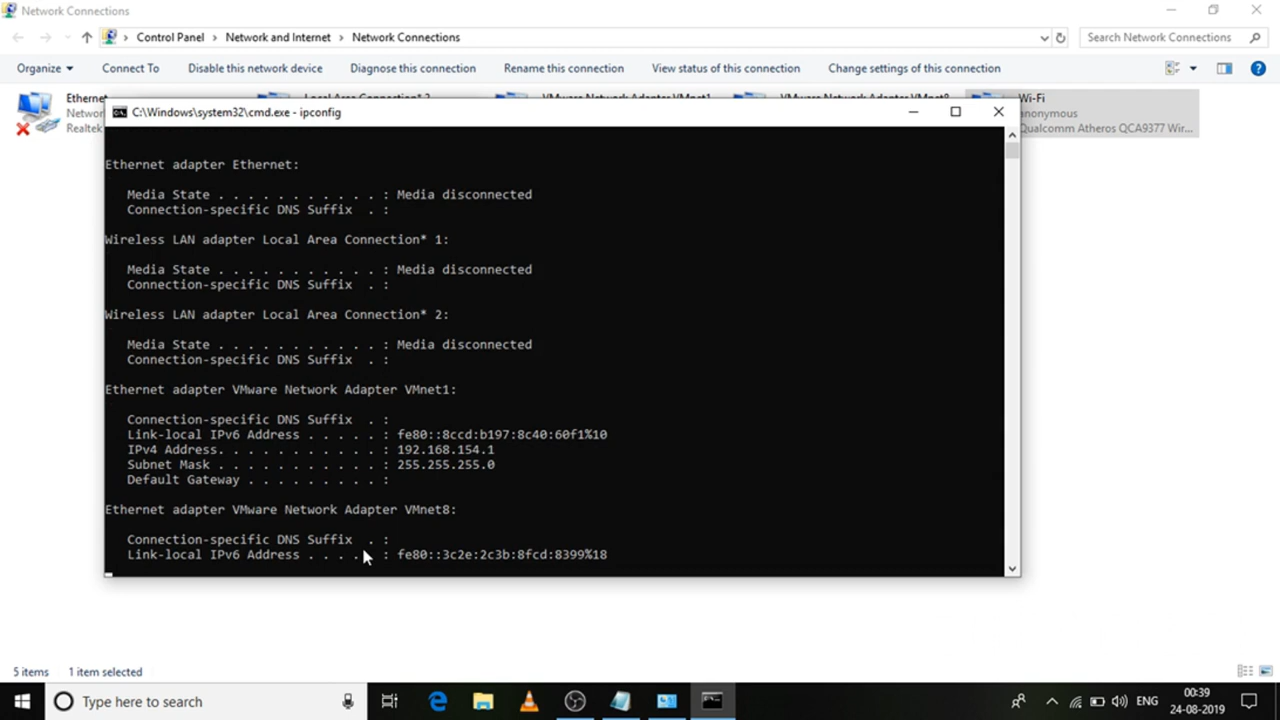 Network Connections
Control Panel > Network and Internet > Network Connections
Search Network Connections
Organize
Connect To
Disable this network device
Diagnose this connection
Rename this connection
View status of this connection
Change settings of this connection
Ethernet
Wi-Fi
anonymous
Realtek
Qualcomm Atheros QCA9377 Wir...
C:\Windows\system32\cmd.exe - ipconfig
Ethernet adapter Ethernet:
Media State . . . . . . . . . . . : Media disconnected
Connection-specific DNS Suffix . :
Wireless LAN adapter Local Area Connection* 1:
Media State . . . . . . . . . . . : Media disconnected
Connection-specific DNS Suffix . :
Wireless LAN adapter Local Area Connection* 2:
Media State . . . . . . . . . . . : Media disconnected
Connection-specific DNS Suffix . :
Ethernet adapter VMware Network Adapter VMnet1:
Connection-specific DNS Suffix . :
Link-local IPv6 Address . . . . . : fe80::8ccd:b197:8c40:60f1%10
IPv4 Address. . . . . . . . . . . : 192.168.154.1
Subnet Mask . . . . . . . . . . . : 255.255.255.0
Default Gateway . . . . . . . . . :
Ethernet adapter VMware Network Adapter VMnet8:
Connection-specific DNS Suffix . :
Link-local IPv6 Address . . . . : fe80::3c2e:2c3b:8fcd:8399%18
5 items
1 item selected
Type here to search
ENG
00:39
24-08-2019